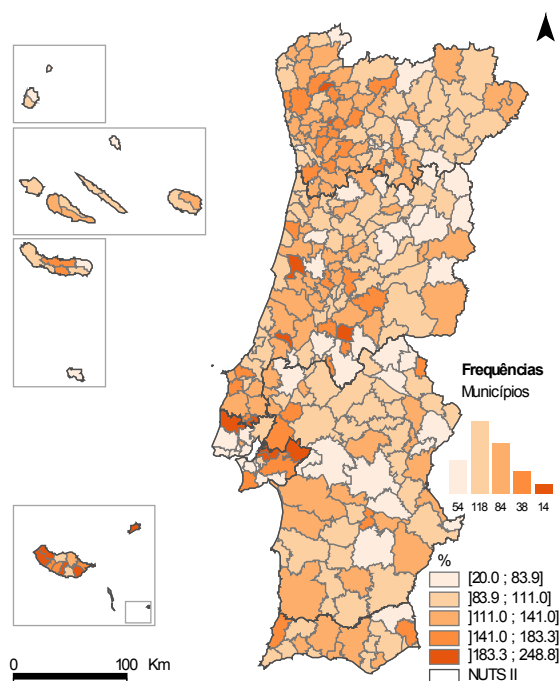 Frequências
Municípios
54 118 84 38 14
%
[20.0 ; 83.9]
]83.9 ; 111.0]
]111.0 ; 141.0]
]141.0 ; 183.3]
]183.3 ; 248.8]
NUTS II
0 100 Km